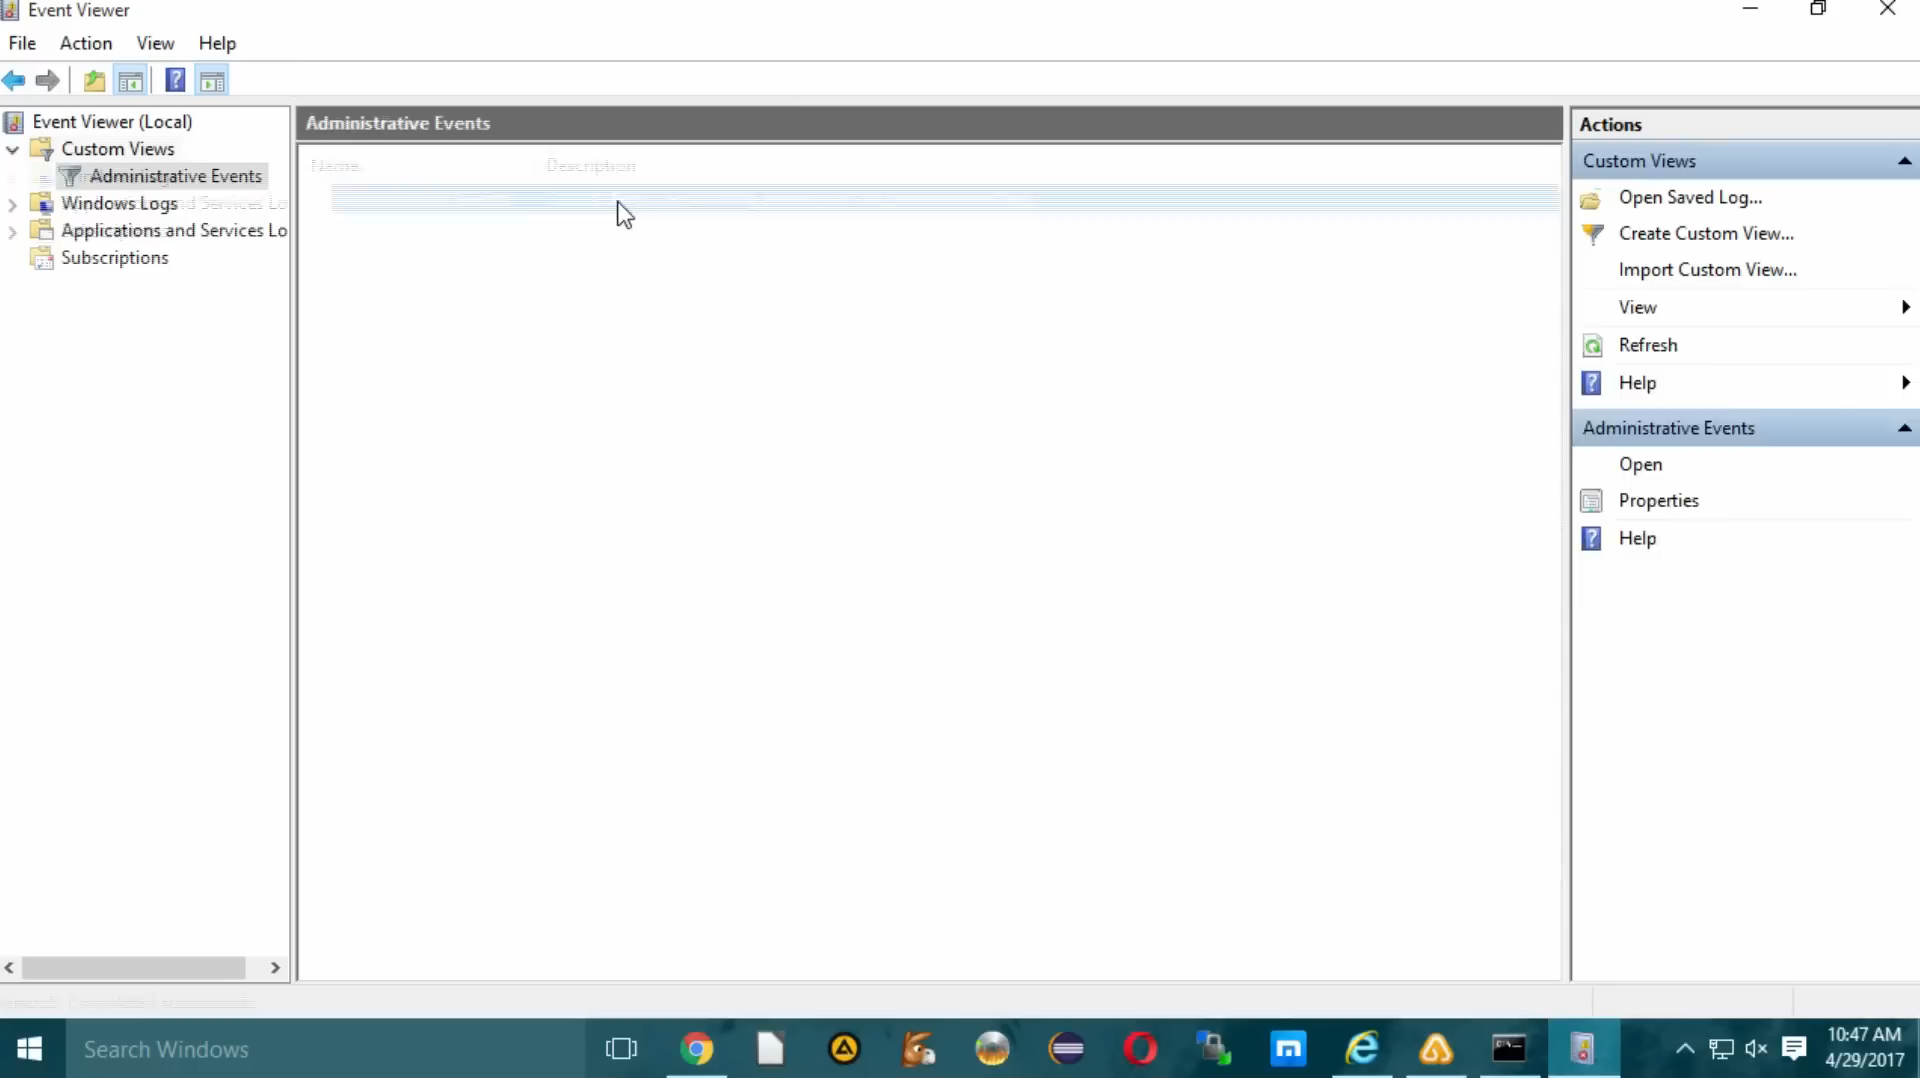 Event Viewer
File Action View Help
Event Viewer (Local)
Custom Views
Administrative Events
Windows Logs
Applications and Services Lo
Subscriptions
Administrative Events
Name Description
Actions
Custom Views
Open Saved Log...
Create Custom View...
Import Custom View...
View
Refresh
Help
Administrative Events
Open
Properties
Help
Search Windows
10:47 AM
4/29/2017